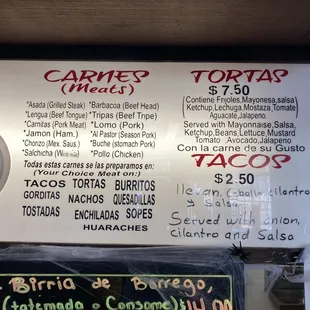 CARNES
(Meats)
*Asada (Grilled Steak) *Barbacoa (Beef Head)
*Lengua (Beef Tongue) *Tripas (Beef Tripe)
*Carnitas (Pork Meat) *Lomo (Pork)
*Jamon (Ham.) *Al Pastor (Season Pork)
*Chorizo (Mex. Saus.) *Buche (stomach Pork)
*Salchicha *Pollo (Chicken)
Todas estas carnes se las preparamos en:
(Your Choice Meat on:)
TACOS TORTAS BURRITOS
GORDITAS NACHOS QUESADILLAS
TOSTADAS ENCHILADAS SOPES
HUARACHES
TORTAS
$ 7.50
(Contiene Frijoles,Mayonesa,salsa
Ketchup,Lechuga,Mostaza,Tomate
Aguacate,Jalapeno
Served with Mayonnaise,Salsa,
Ketchup,Beans,Lettuce,Mustard
Tomato ,Avocado,Jalapeno
Con la carne de su Gusto
TACOS
$ 2.50
llevan Cebolla cilantro
y Salsa
Served with onion,
Cilantro and Salsa
Birria de Borrego,
(tatemada o Consome) $14.00